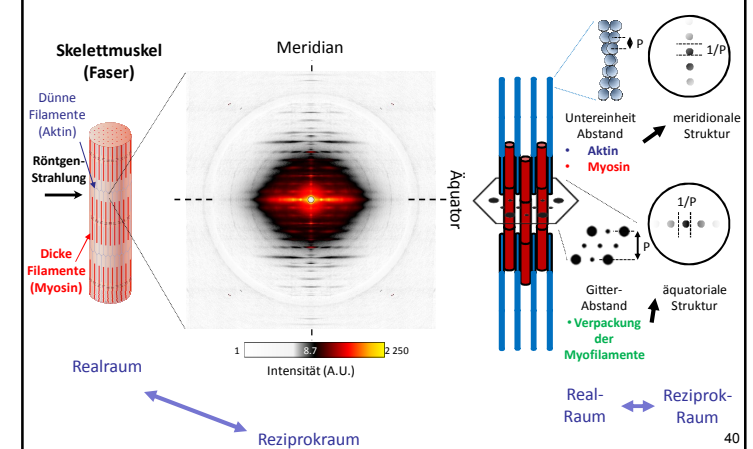 Skelettmuskel
(Faser)
Dünne
Filamente
(Aktin)
Röntgen-
Strahlung
Dicke
Filamente
(Myosin)
Realraum
Meridian
Äquator
1 8.7 2 250
Intensität (A.U.)
Reziprokraum
P
1/P
Untereinheit
Abstand
• Aktin
• Myosin
meridionale
Struktur
1/P
P
Gitter-
Abstand
• Verpackung
der
Myofilamente
äquatoriale
Struktur
Real-
Raum
Reziprok-
Raum
40